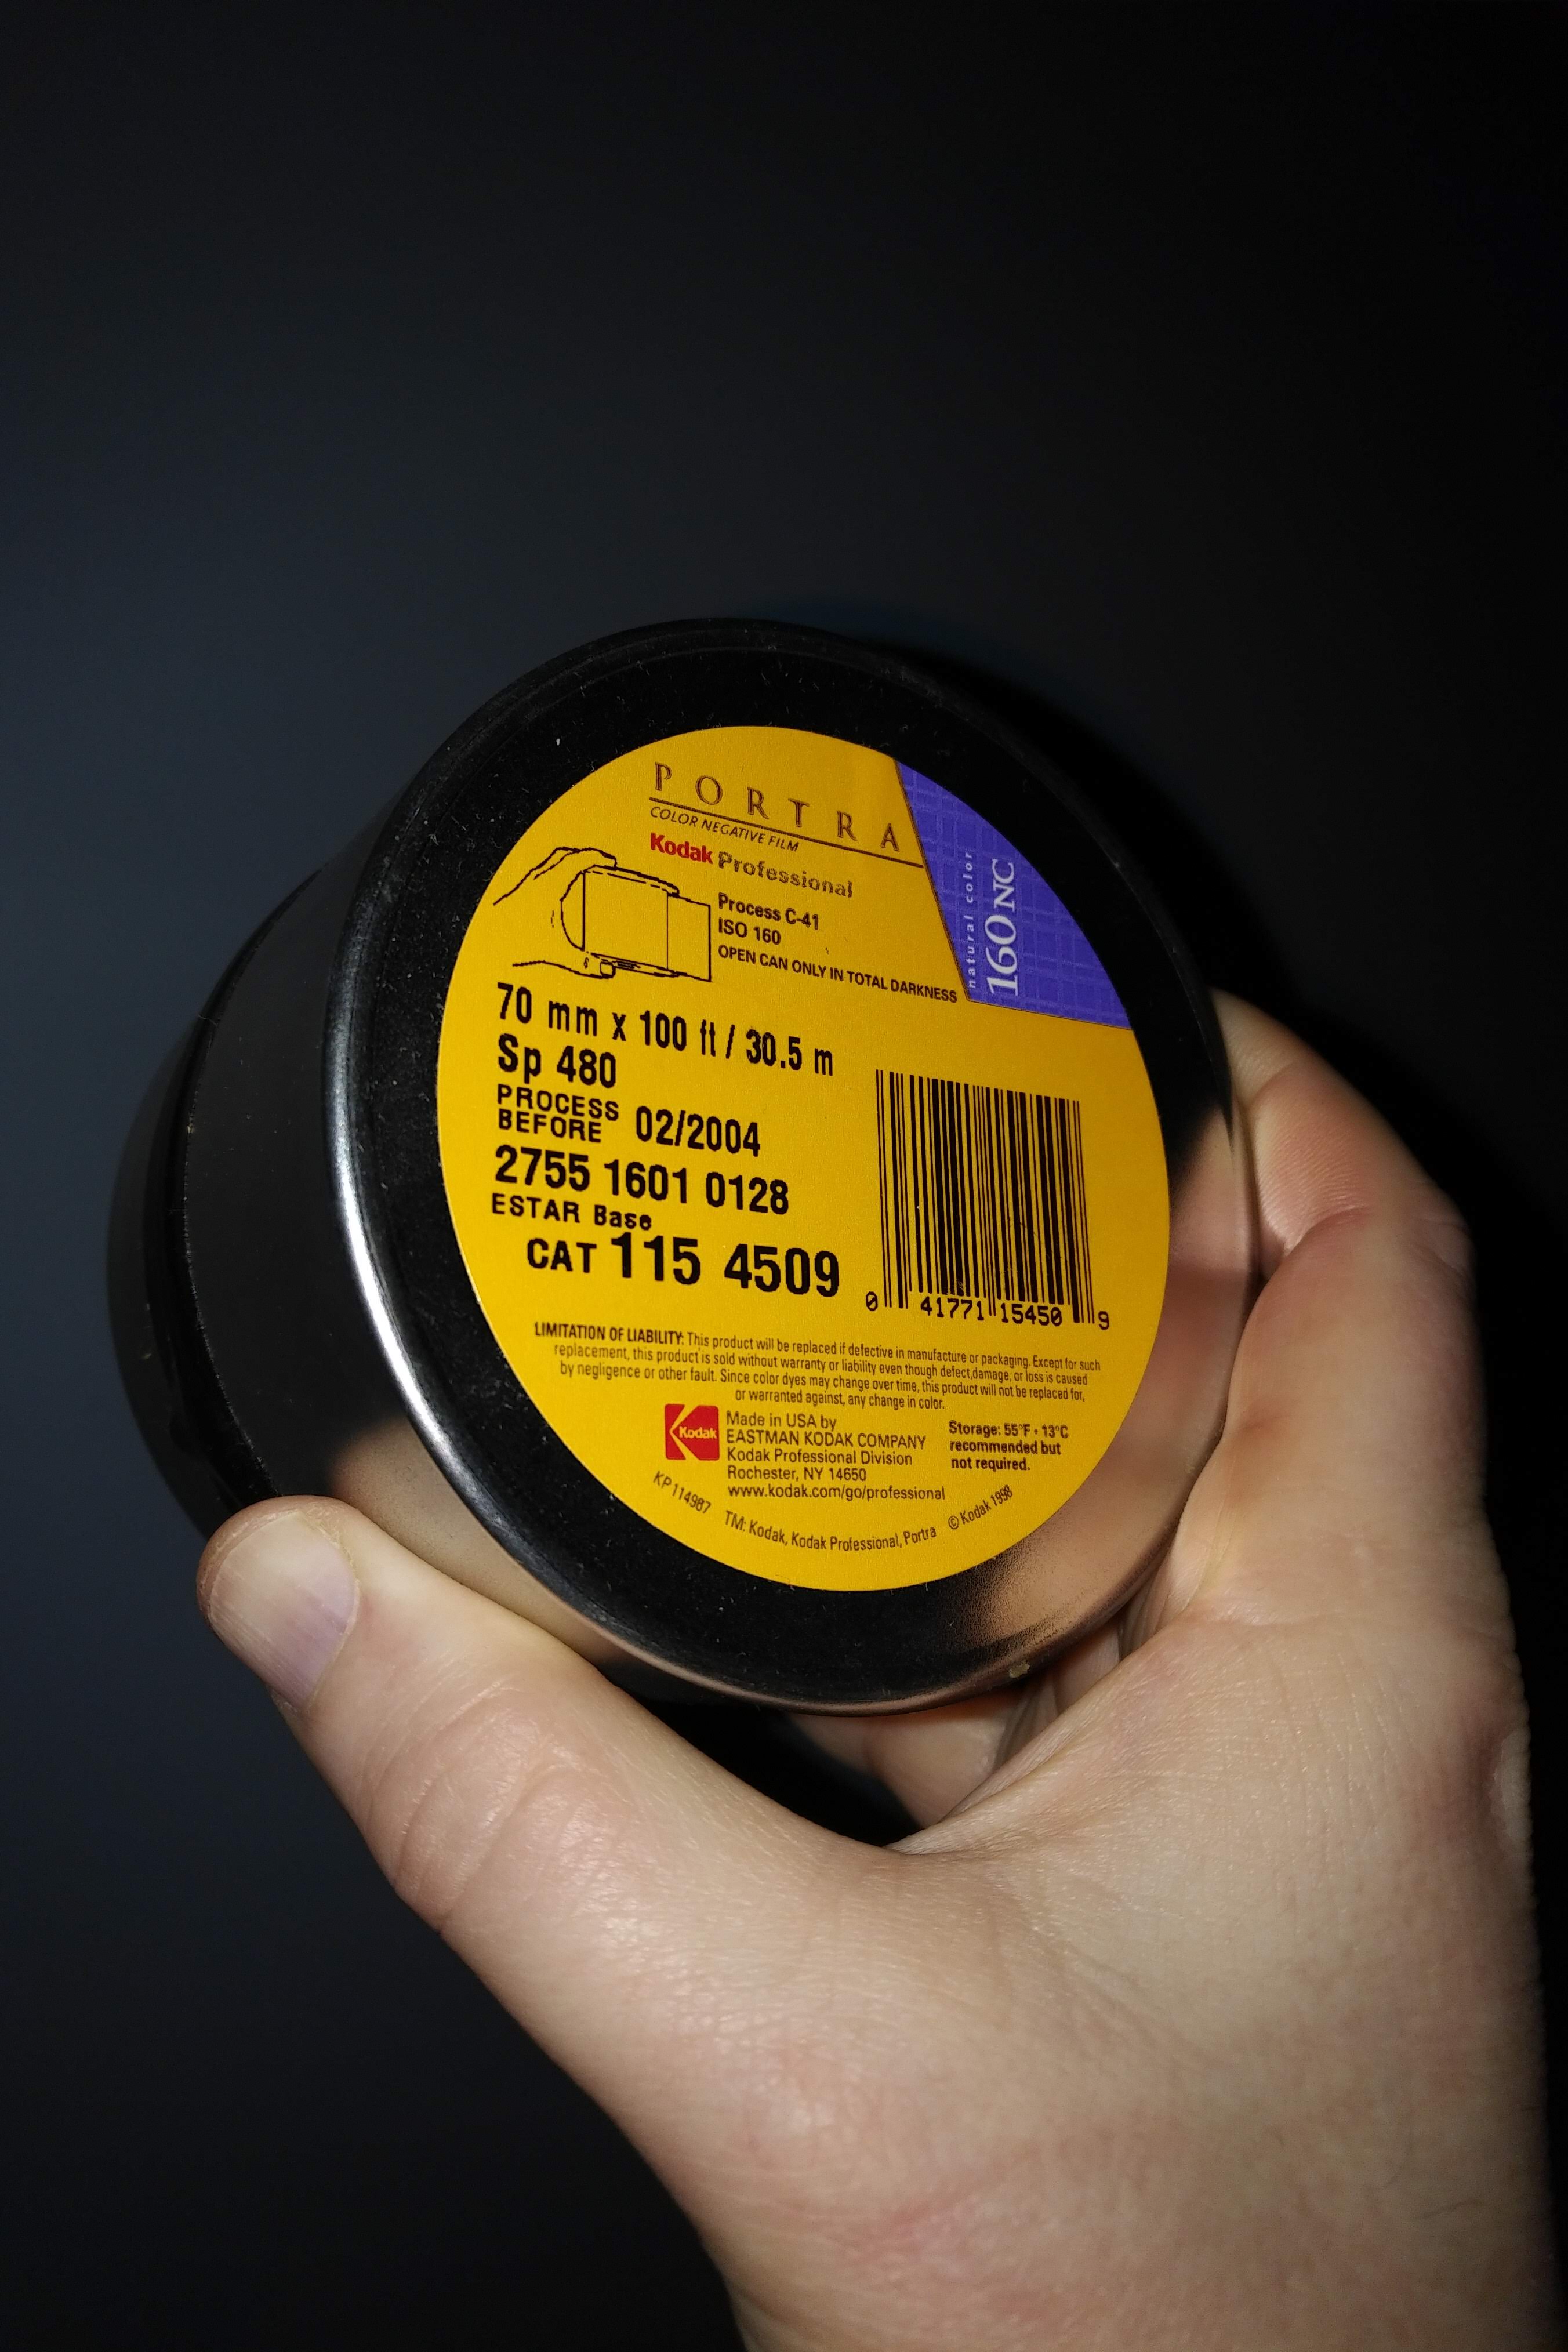 PORTRA
COLOR NEGATIVE FILM
Kodak Professional
natural color
160NC
Process C-41
ISO 160
OPEN CAN ONLY IN TOTAL DARKNESS
70 mm x 100 ft / 30.5 m
Sp 480
PROCESS
BEFORE 02/2004
2755 1601 0128
ESTAR Base
CAT 115 4509
0 41771 15450 9
LIMITATION OF LIABILITY: This product will be replaced if defective in manufacture or packaging. Except for such
replacement, this product is sold without warranty or liability even though defect,damage, or loss is caused
by negligence or other fault. Since color dyes may change over time, this product will not be replaced for,
or warranted against, any change in color.
Kodak
Made in USA by
EASTMAN KODAK COMPANY
Kodak Professional Division
Rochester, NY 14650
www.kodak.com/go/professional
Storage: 55°F • 13°C
recommended but
not required.
KP 114987
TM: Kodak, Kodak Professional, Portra
© Kodak 1998